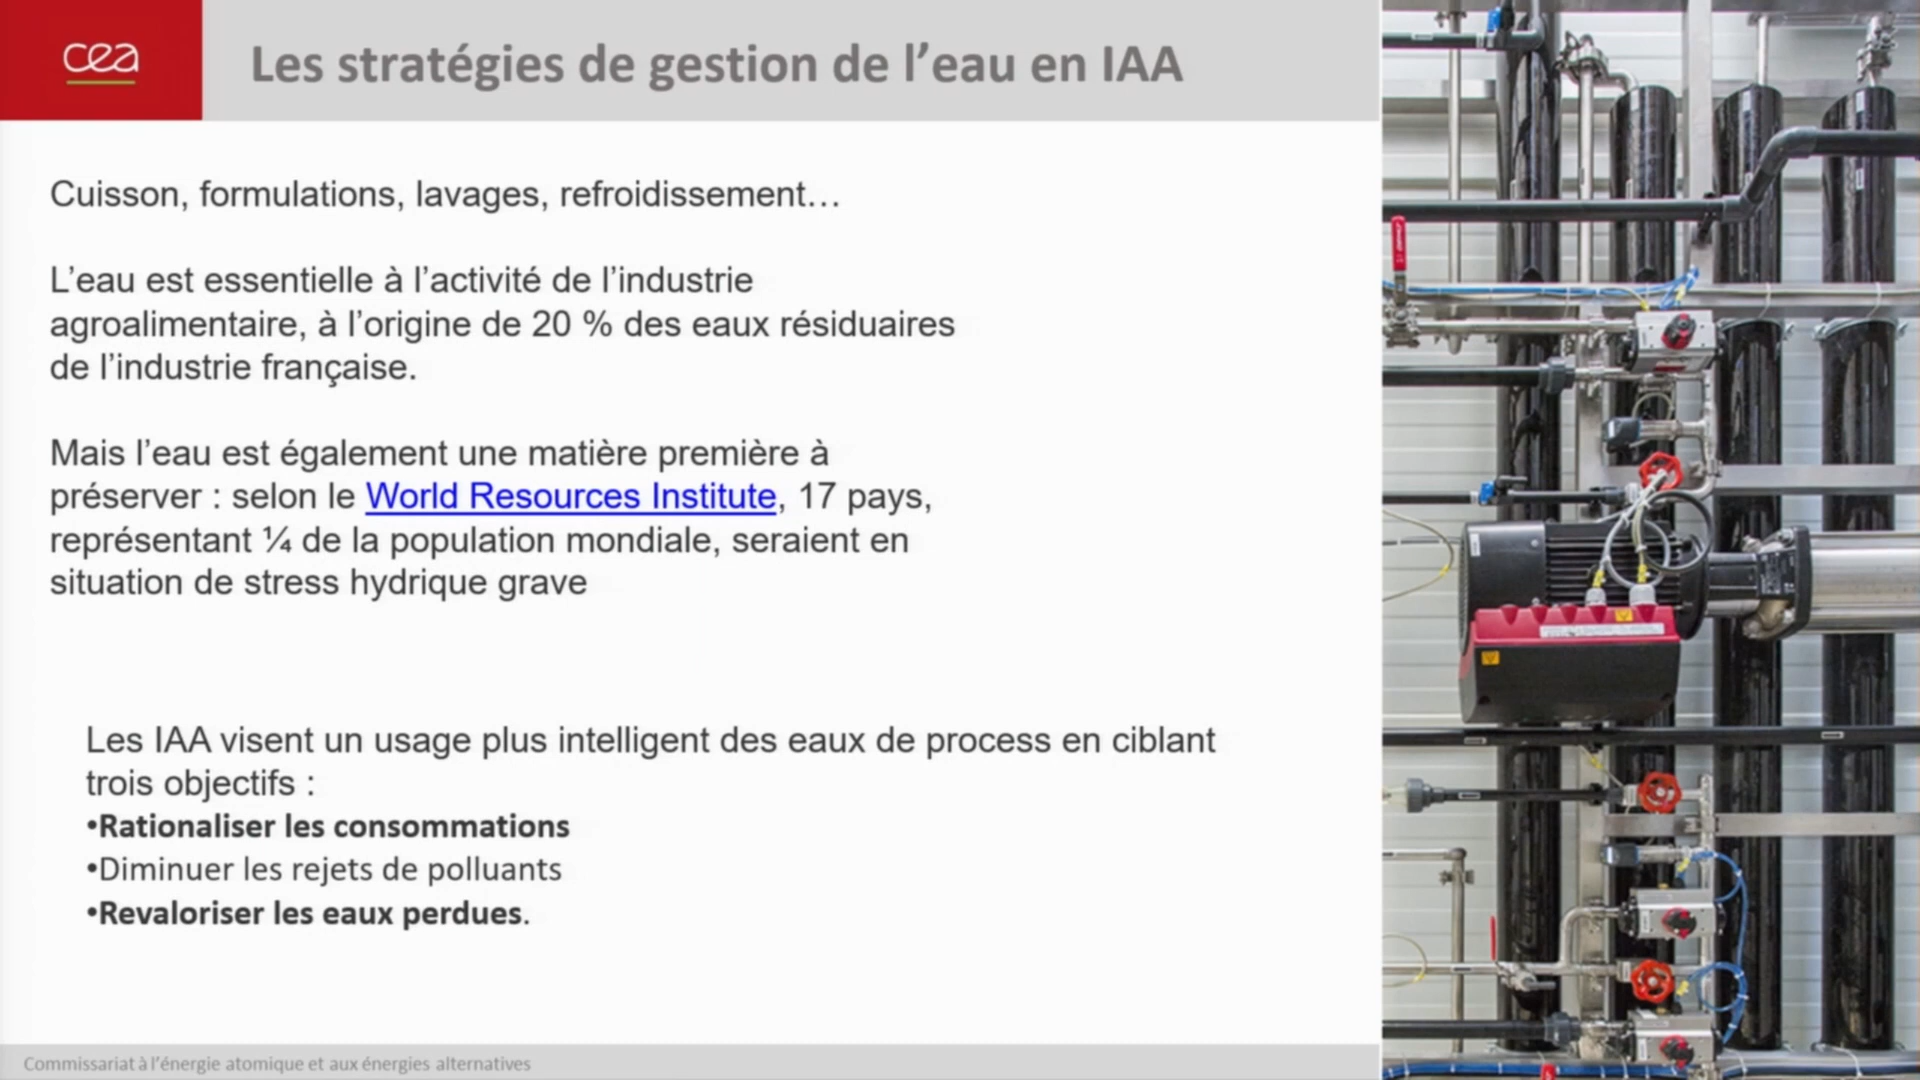 cea
Les stratégies de gestion de l’eau en IAA
Cuisson, formulations, lavages, refroidissement…
L’eau est essentielle à l’activité de l’industrie
agroalimentaire, à l’origine de 20 % des eaux résiduaires
de l’industrie française.
Mais l’eau est également une matière première à
préserver : selon le World Resources Institute, 17 pays,
représentant ¼ de la population mondiale, seraient en
situation de stress hydrique grave
Les IAA visent un usage plus intelligent des eaux de process en ciblant
trois objectifs :
•Rationaliser les consommations
•Diminuer les rejets de polluants
•Revaloriser les eaux perdues.
Commissariat à l’énergie atomique et aux énergies alternatives